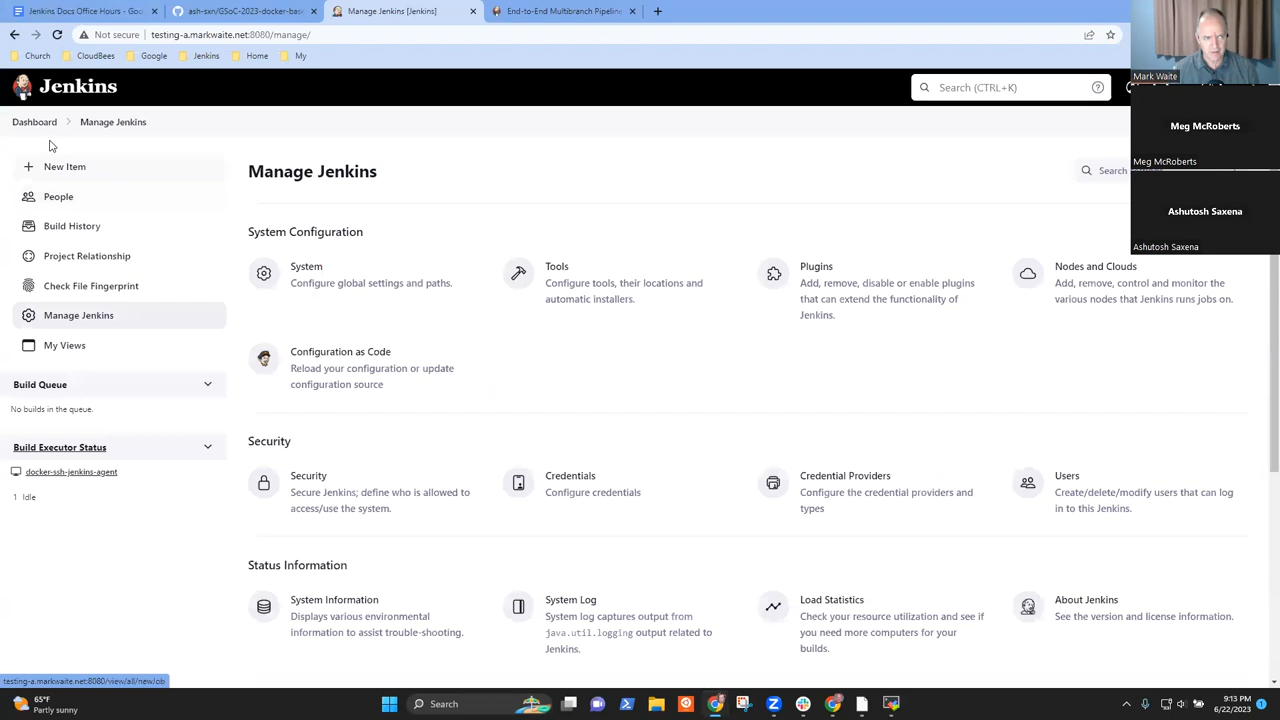 Jenkins Docs Office Hours - Goo
ash-sxn/GSoC-2023-docker-base
Manage Jenkins [Jenkins]
End-to-End Multibranch Pipeline
Not secure
testing-a.markwaite.net:8080/manage/
Church
CloudBees
Google
Jenkins
Home
My
Mark Waite
Jenkins
Search (CTRL+K)
Meg McRoberts
Meg McRoberts
Dashboard
Manage Jenkins
New Item
Manage Jenkins
Search
People
Ashutosh Saxena
Build History
System Configuration
Ashutosh Saxena
Project Relationship
System
Configure global settings and paths.
Tools
Configure tools, their locations and
automatic installers.
Plugins
Add, remove, disable or enable plugins
that can extend the functionality of
Jenkins.
Nodes and Clouds
Add, remove, control and monitor the
various nodes that Jenkins runs jobs on.
Check File Fingerprint
Manage Jenkins
My Views
Configuration as Code
Reload your configuration or update
configuration source
Build Queue
No builds in the queue.
Build Executor Status
docker-ssh-jenkins-agent
1 Idle
Security
Security
Secure Jenkins; define who is allowed to
access/use the system.
Credentials
Configure credentials
Credential Providers
Configure the credential providers and
types
Users
Create/delete/modify users that can log
in to this Jenkins.
Status Information
System Information
Displays various environmental
information to assist trouble-shooting.
System Log
System log captures output from
java.util.logging output related to
Jenkins.
Load Statistics
Check your resource utilization and see if
you need more computers for your
builds.
About Jenkins
See the version and license information.
testing-a.markwaite.net:8080/view/all/newJob
65°F
Partly sunny
Search
9:13 PM
6/22/2023